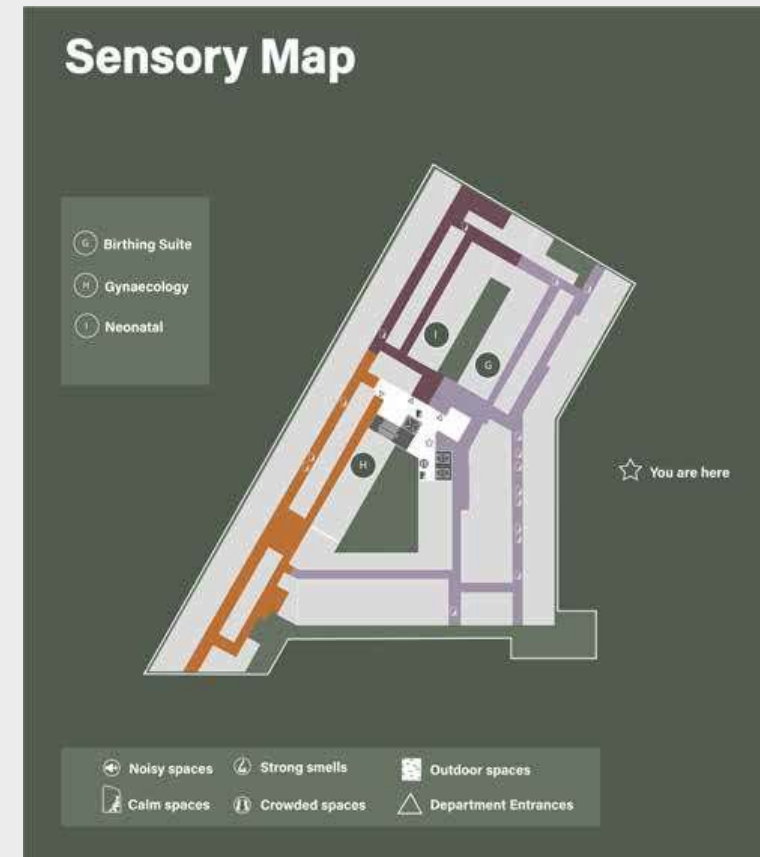 Sensory Map
G Birthing Suite
H Gynaecology
I Neonatal
I
G
H
You are here
Noisy spaces
Strong smells
Outdoor spaces
Calm spaces
Crowded spaces
Department Entrances